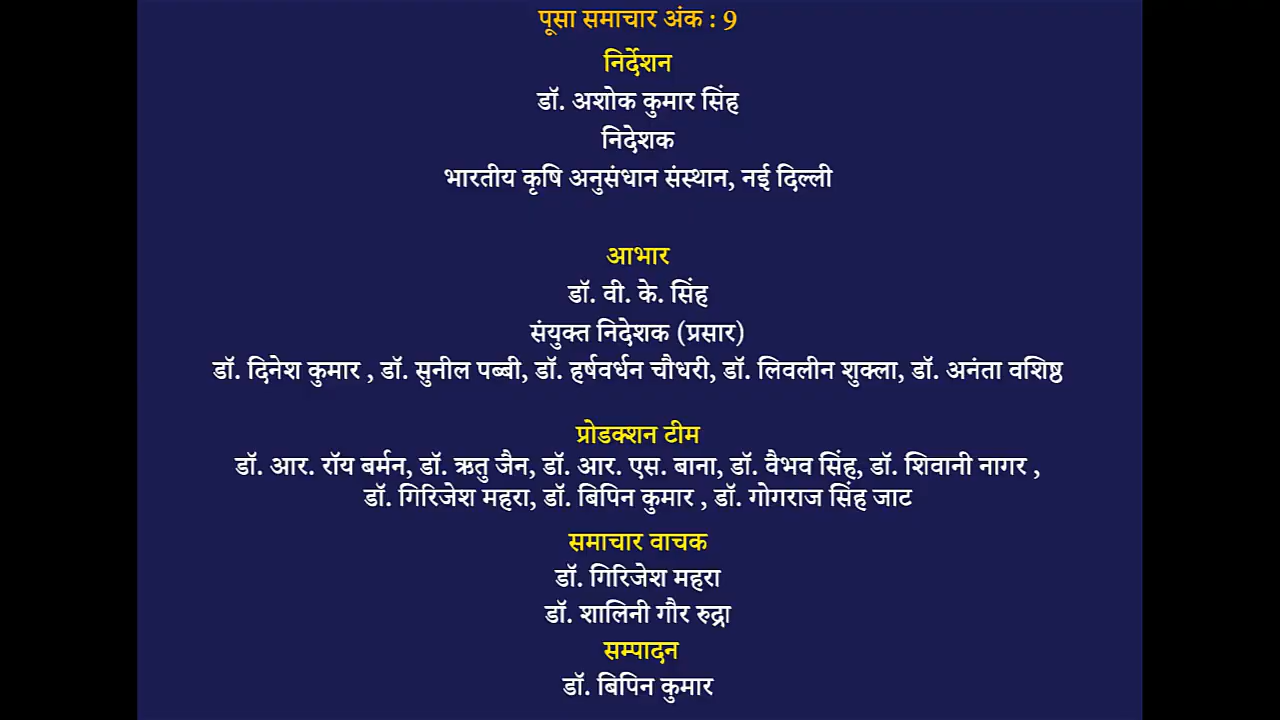 पूसा समाचार अंक : 9
निर्देशन
डॉ. अशोक कुमार सिंह
निदेशक
भारतीय कृषि अनुसंधान संस्थान, नई दिल्ली
आभार
डॉ. वी. के. सिंह
संयुक्त निदेशक (प्रसार)
डॉ. दिनेश कुमार , डॉ. सुनील पब्बी, डॉ. हर्षवर्धन चौधरी, डॉ. लिवलीन शुक्ला, डॉ. अनंता वशिष्ठ
प्रोडक्शन टीम
डॉ. आर. रॉय बर्मन, डॉ. ऋतु जैन, डॉ. आर. एस. बाना, डॉ. वैभव सिंह, डॉ. शिवानी नागर ,
डॉ. गिरिजेश महरा, डॉ. बिपिन कुमार , डॉ. गोगराज सिंह जाट
समाचार वाचक
डॉ. गिरिजेश महरा
डॉ. शालिनी गौर रुद्रा
सम्पादन
डॉ. बिपिन कुमार